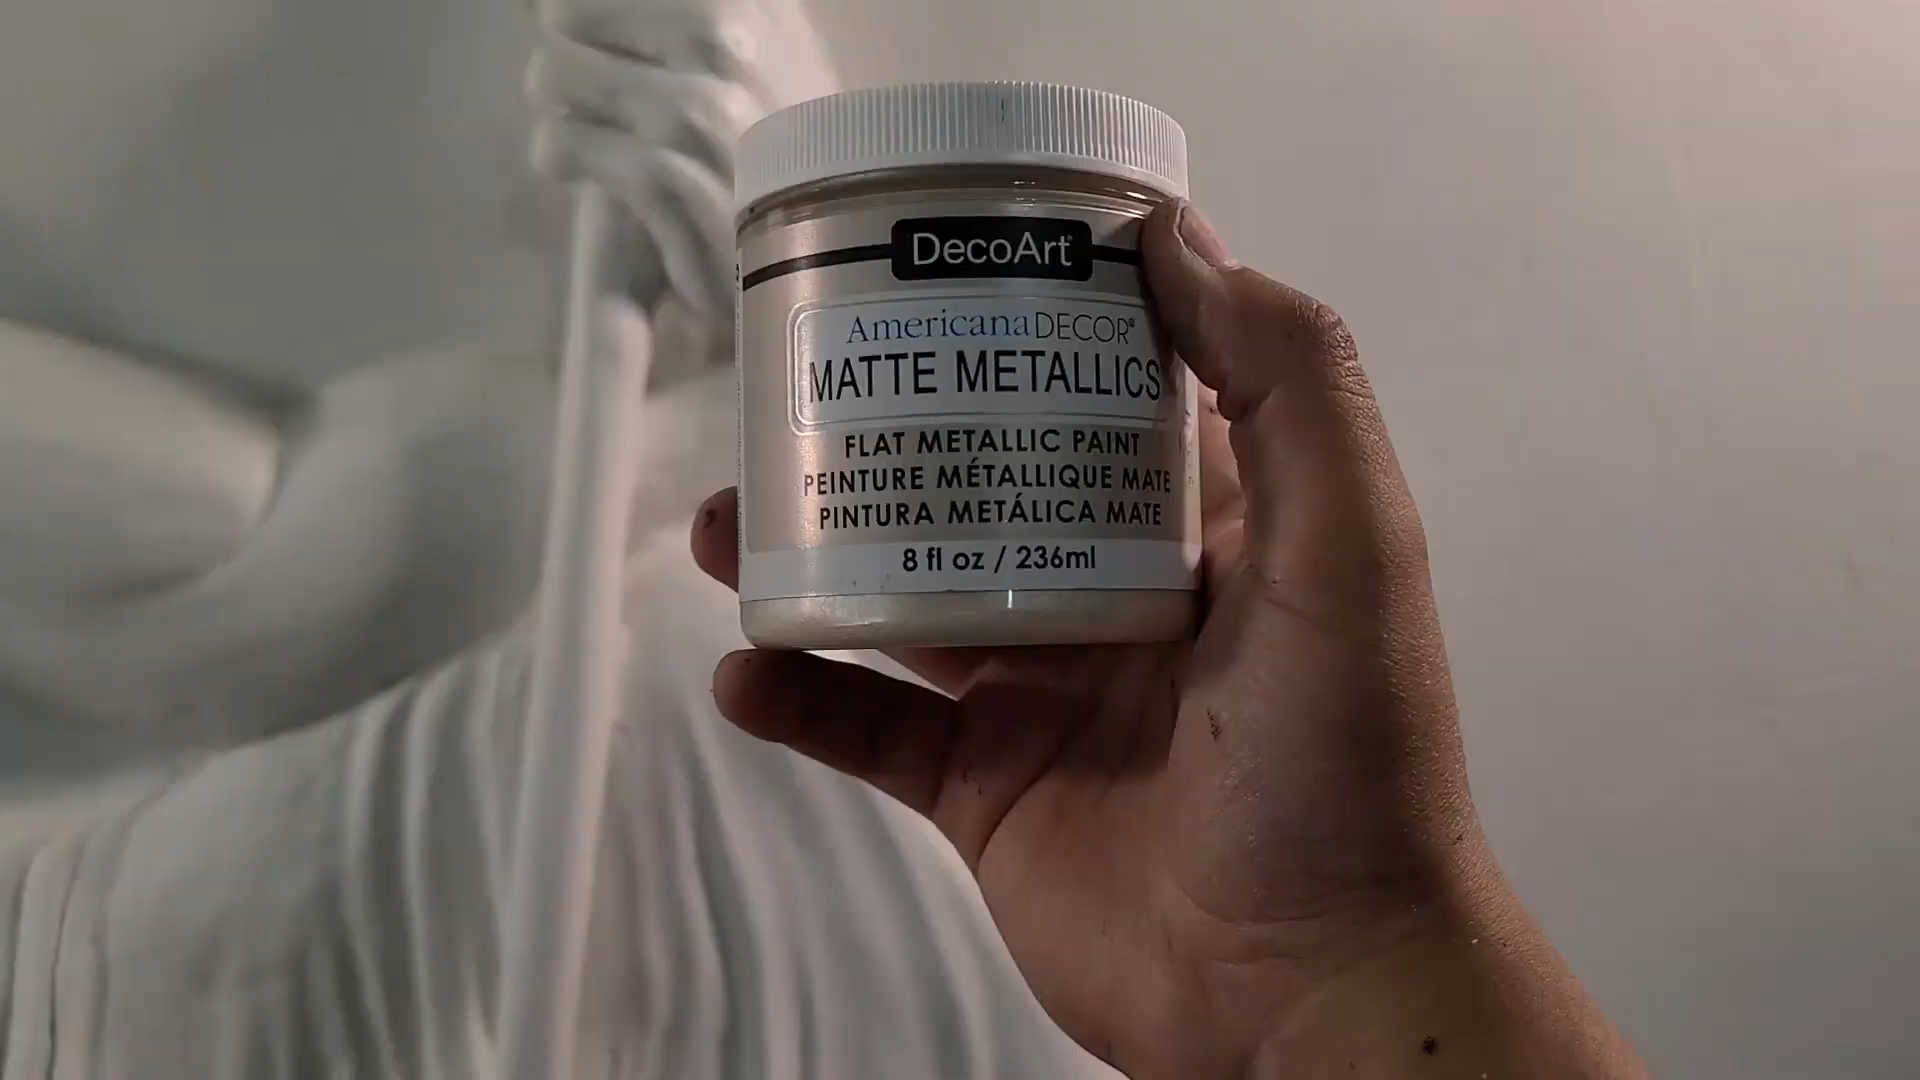 DecoArt®
AmericanaDECOR®
MATTE METALLICS
FLAT METALLIC PAINT
PEINTURE MÉTALLIQUE MATE
PINTURA METÁLICA MATE
8 fl oz / 236ml